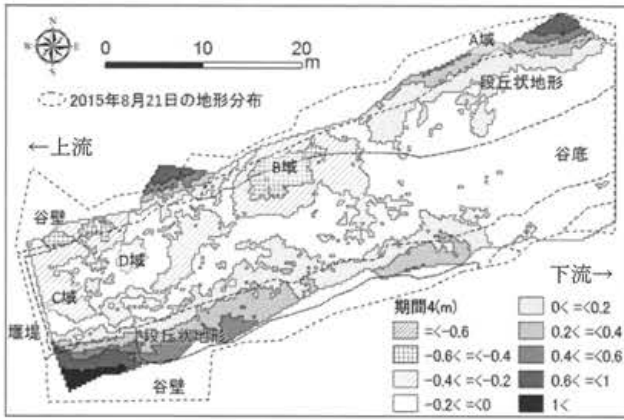 0 10 20
m
2015年8月21日の地形分布
←上流
A域
段丘状地形
B域
谷底
谷壁
D域
C域
堰堤
段丘状地形
谷壁
下流→
期間4(m)
=<-0.6
-0.6< =<-0.4
-0.4< =<-0.2
-0.2< =<0
0< =<0.2
0.2< =<0.4
0.4< =<0.6
0.6< =<1
1<